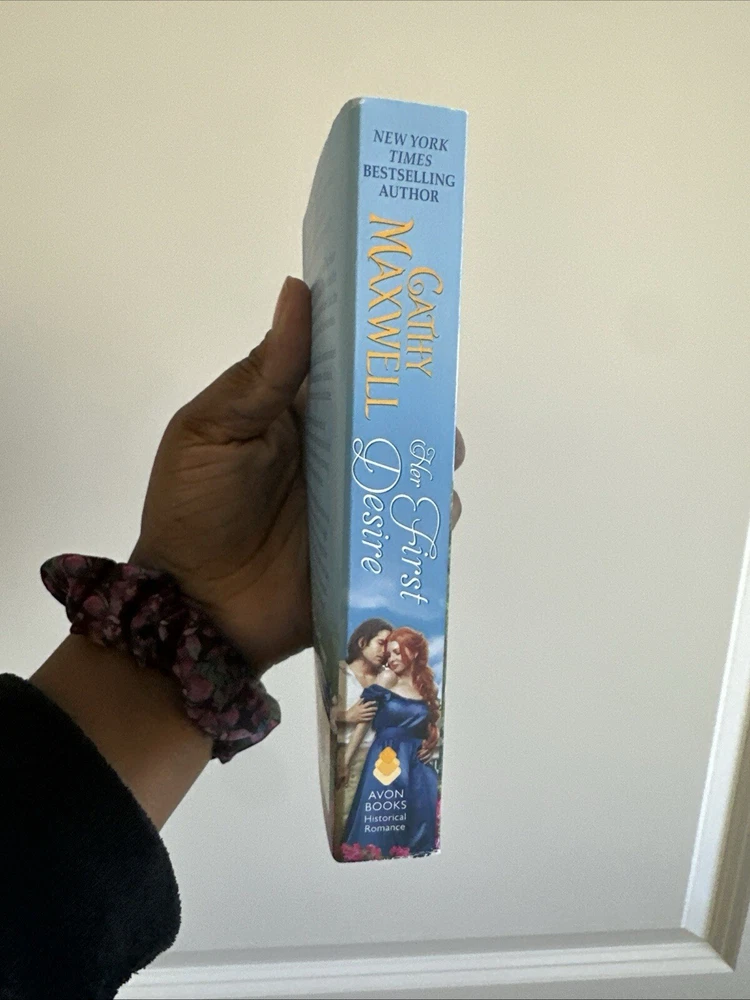 NEW YORK
TIMES
BESTSELLING
AUTHOR
CATHY
MAXWELL
Her First
Desire
AVON
BOOKS
Historical
Romance